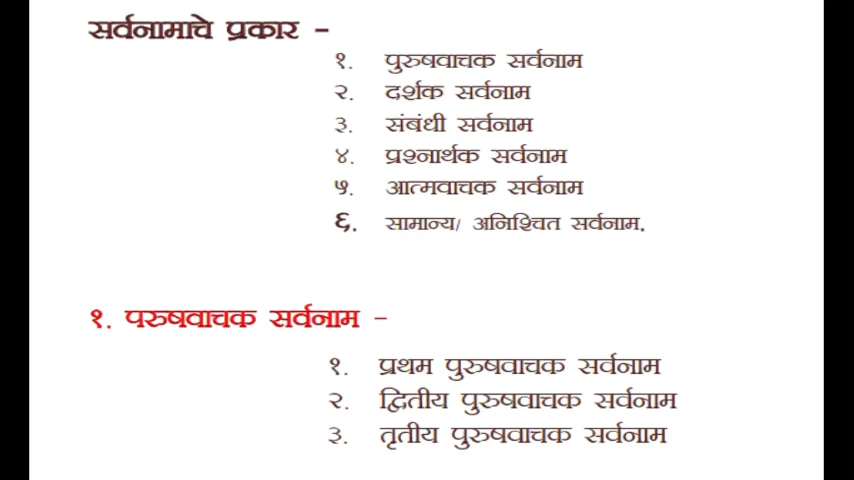 सर्वनामाचे प्रकार -
१. पुरुषवाचक सर्वनाम
२. दर्शक सर्वनाम
३. संबंधी सर्वनाम
४. प्रश्नार्थक सर्वनाम
५. आत्मवाचक सर्वनाम
६. सामान्य/ अनिश्चित सर्वनाम.
१. परुषवाचक सर्वनाम -
१. प्रथम पुरुषवाचक सर्वनाम
२. द्वितीय पुरुषवाचक सर्वनाम
३. तृतीय पुरुषवाचक सर्वनाम